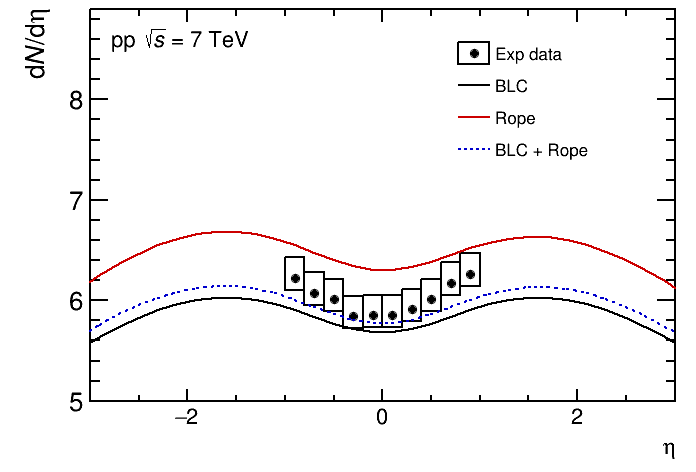 dN/dη
pp √s = 7 TeV
Exp data
BLC
Rope
BLC + Rope
8
7
6
5
−2 0 2
η